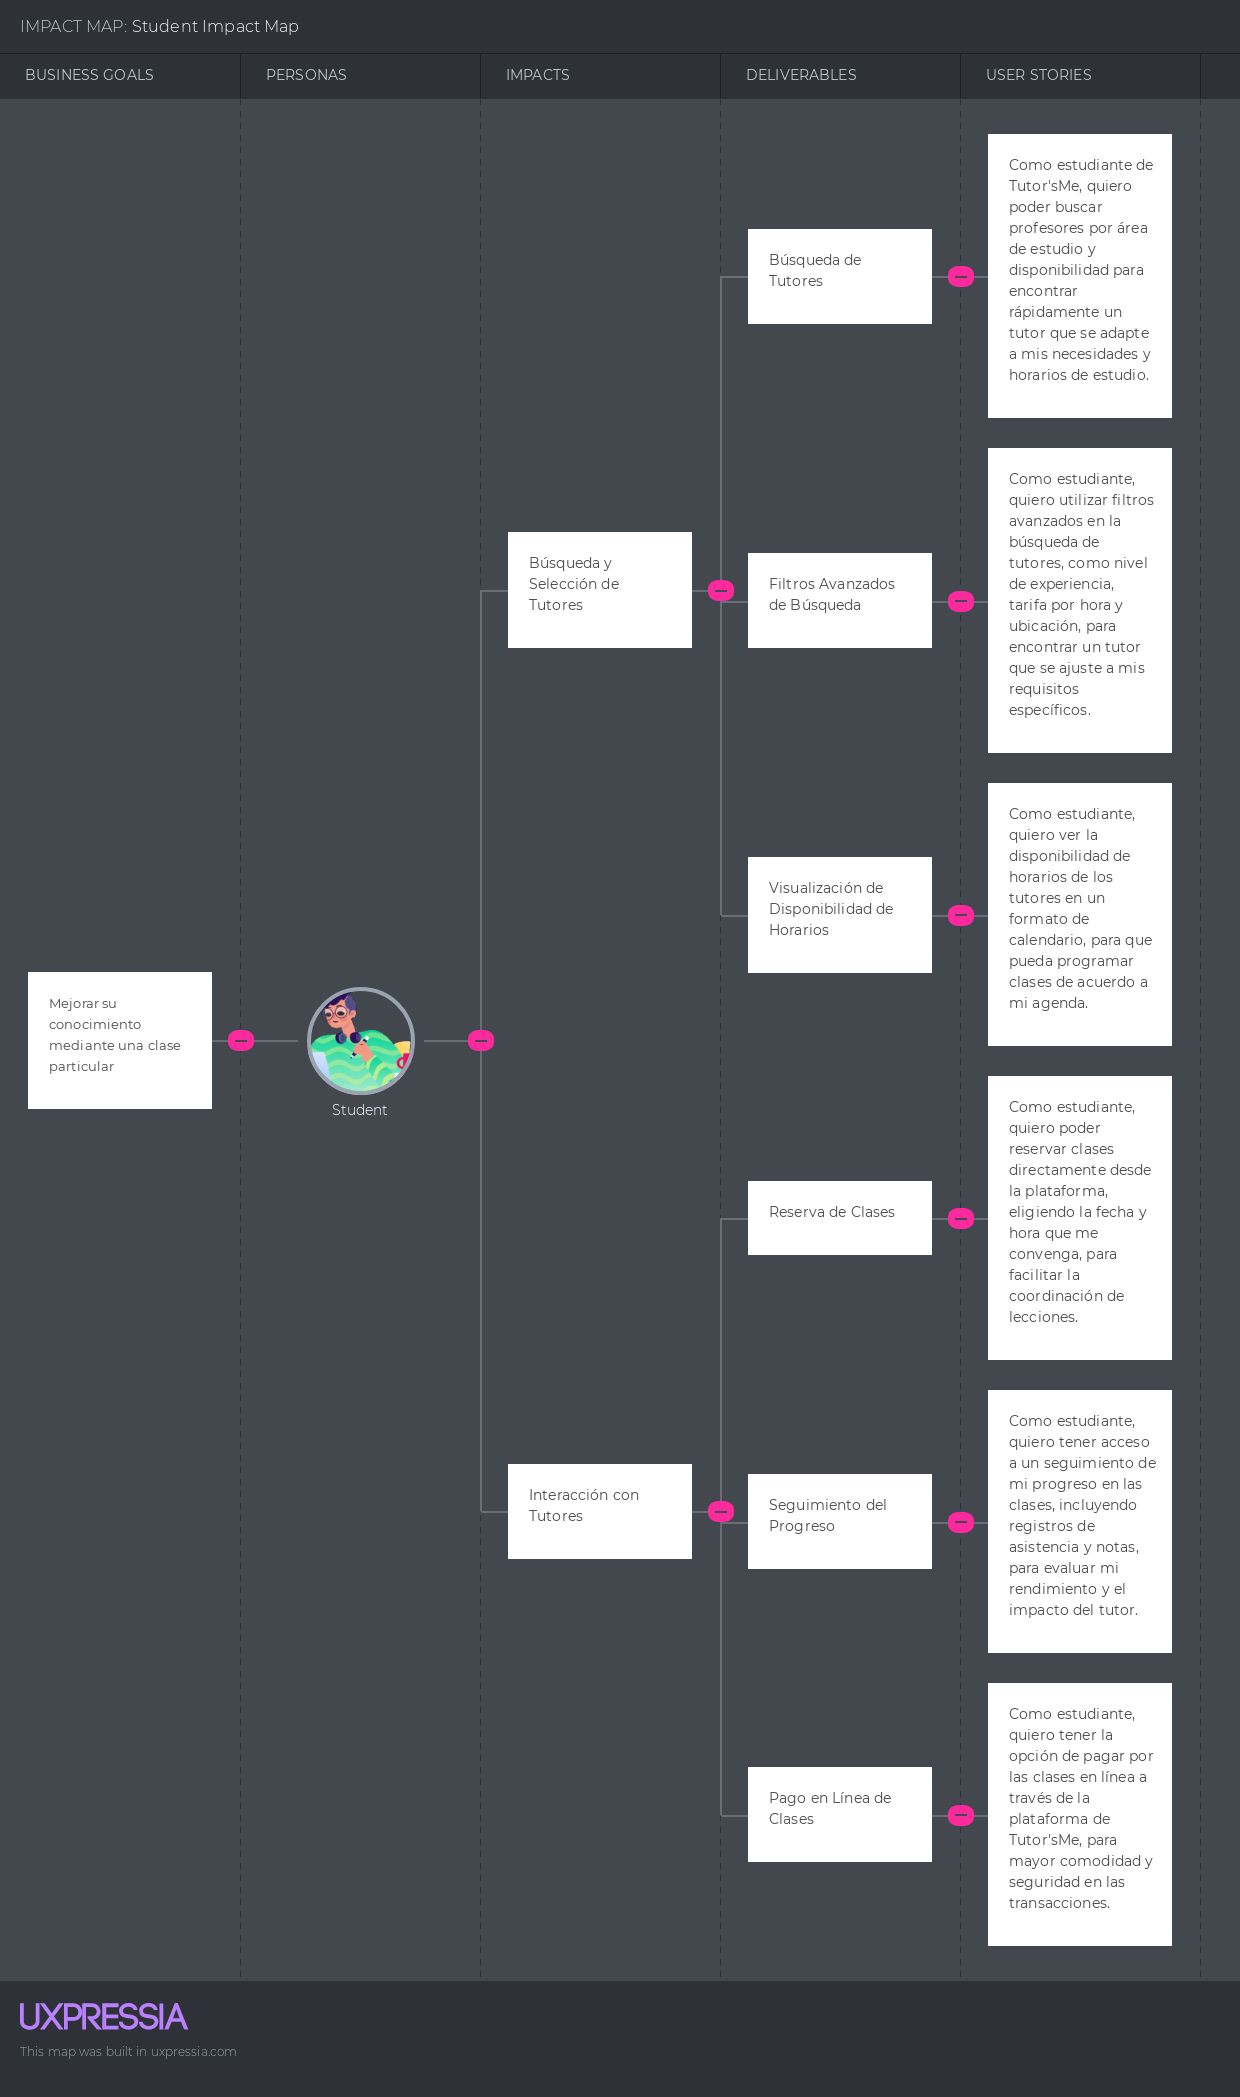 IMPACT MAP: Student Impact Map
BUSINESS GOALS
PERSONAS
IMPACTS
DELIVERABLES
USER STORIES
Mejorar su
conocimiento
mediante una clase
particular
Student
Búsqueda y
Selección de
Tutores
Búsqueda de
Tutores
Como estudiante de
Tutor'sMe, quiero
poder buscar
profesores por área
de estudio y
disponibilidad para
encontrar
rápidamente un
tutor que se adapte
a mis necesidades y
horarios de estudio.
Filtros Avanzados
de Búsqueda
Como estudiante,
quiero utilizar filtros
avanzados en la
búsqueda de
tutores, como nivel
de experiencia,
tarifa por hora y
ubicación, para
encontrar un tutor
que se ajuste a mis
requisitos
específicos.
Visualización de
Disponibilidad de
Horarios
Como estudiante,
quiero ver la
disponibilidad de
horarios de los
tutores en un
formato de
calendario, para que
pueda programar
clases de acuerdo a
mi agenda.
Interacción con
Tutores
Reserva de Clases
Como estudiante,
quiero poder
reservar clases
directamente desde
la plataforma,
eligiendo la fecha y
hora que me
convenga, para
facilitar la
coordinación de
lecciones.
Seguimiento del
Progreso
Como estudiante,
quiero tener acceso
a un seguimiento de
mi progreso en las
clases, incluyendo
registros de
asistencia y notas,
para evaluar mi
rendimiento y el
impacto del tutor.
Pago en Línea de
Clases
Como estudiante,
quiero tener la
opción de pagar por
las clases en línea a
través de la
plataforma de
Tutor'sMe, para
mayor comodidad y
seguridad en las
transacciones.
UXPRESSIA
This map was built in uxpressia.com